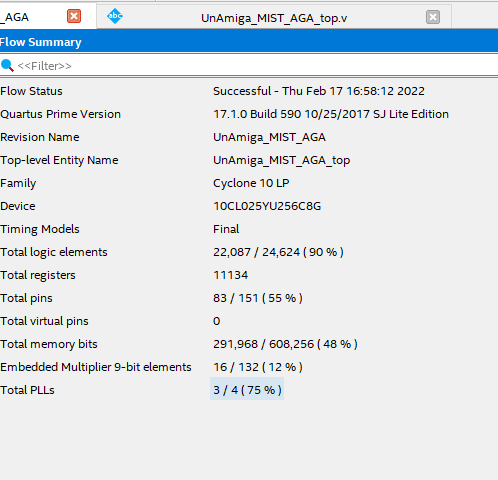 _AGA
abc UnAmiga_MIST_AGA_top.v
Flow Summary
<<Filter>>
Flow Status Successful - Thu Feb 17 16:58:12 2022
Quartus Prime Version 17.1.0 Build 590 10/25/2017 SJ Lite Edition
Revision Name UnAmiga_MIST_AGA
Top-level Entity Name UnAmiga_MIST_AGA_top
Family Cyclone 10 LP
Device 10CL025YU256C8G
Timing Models Final
Total logic elements 22,087 / 24,624 ( 90 % )
Total registers 11134
Total pins 83 / 151 ( 55 % )
Total virtual pins 0
Total memory bits 291,968 / 608,256 ( 48 % )
Embedded Multiplier 9-bit elements 16 / 132 ( 12 % )
Total PLLs 3 / 4 ( 75 % )